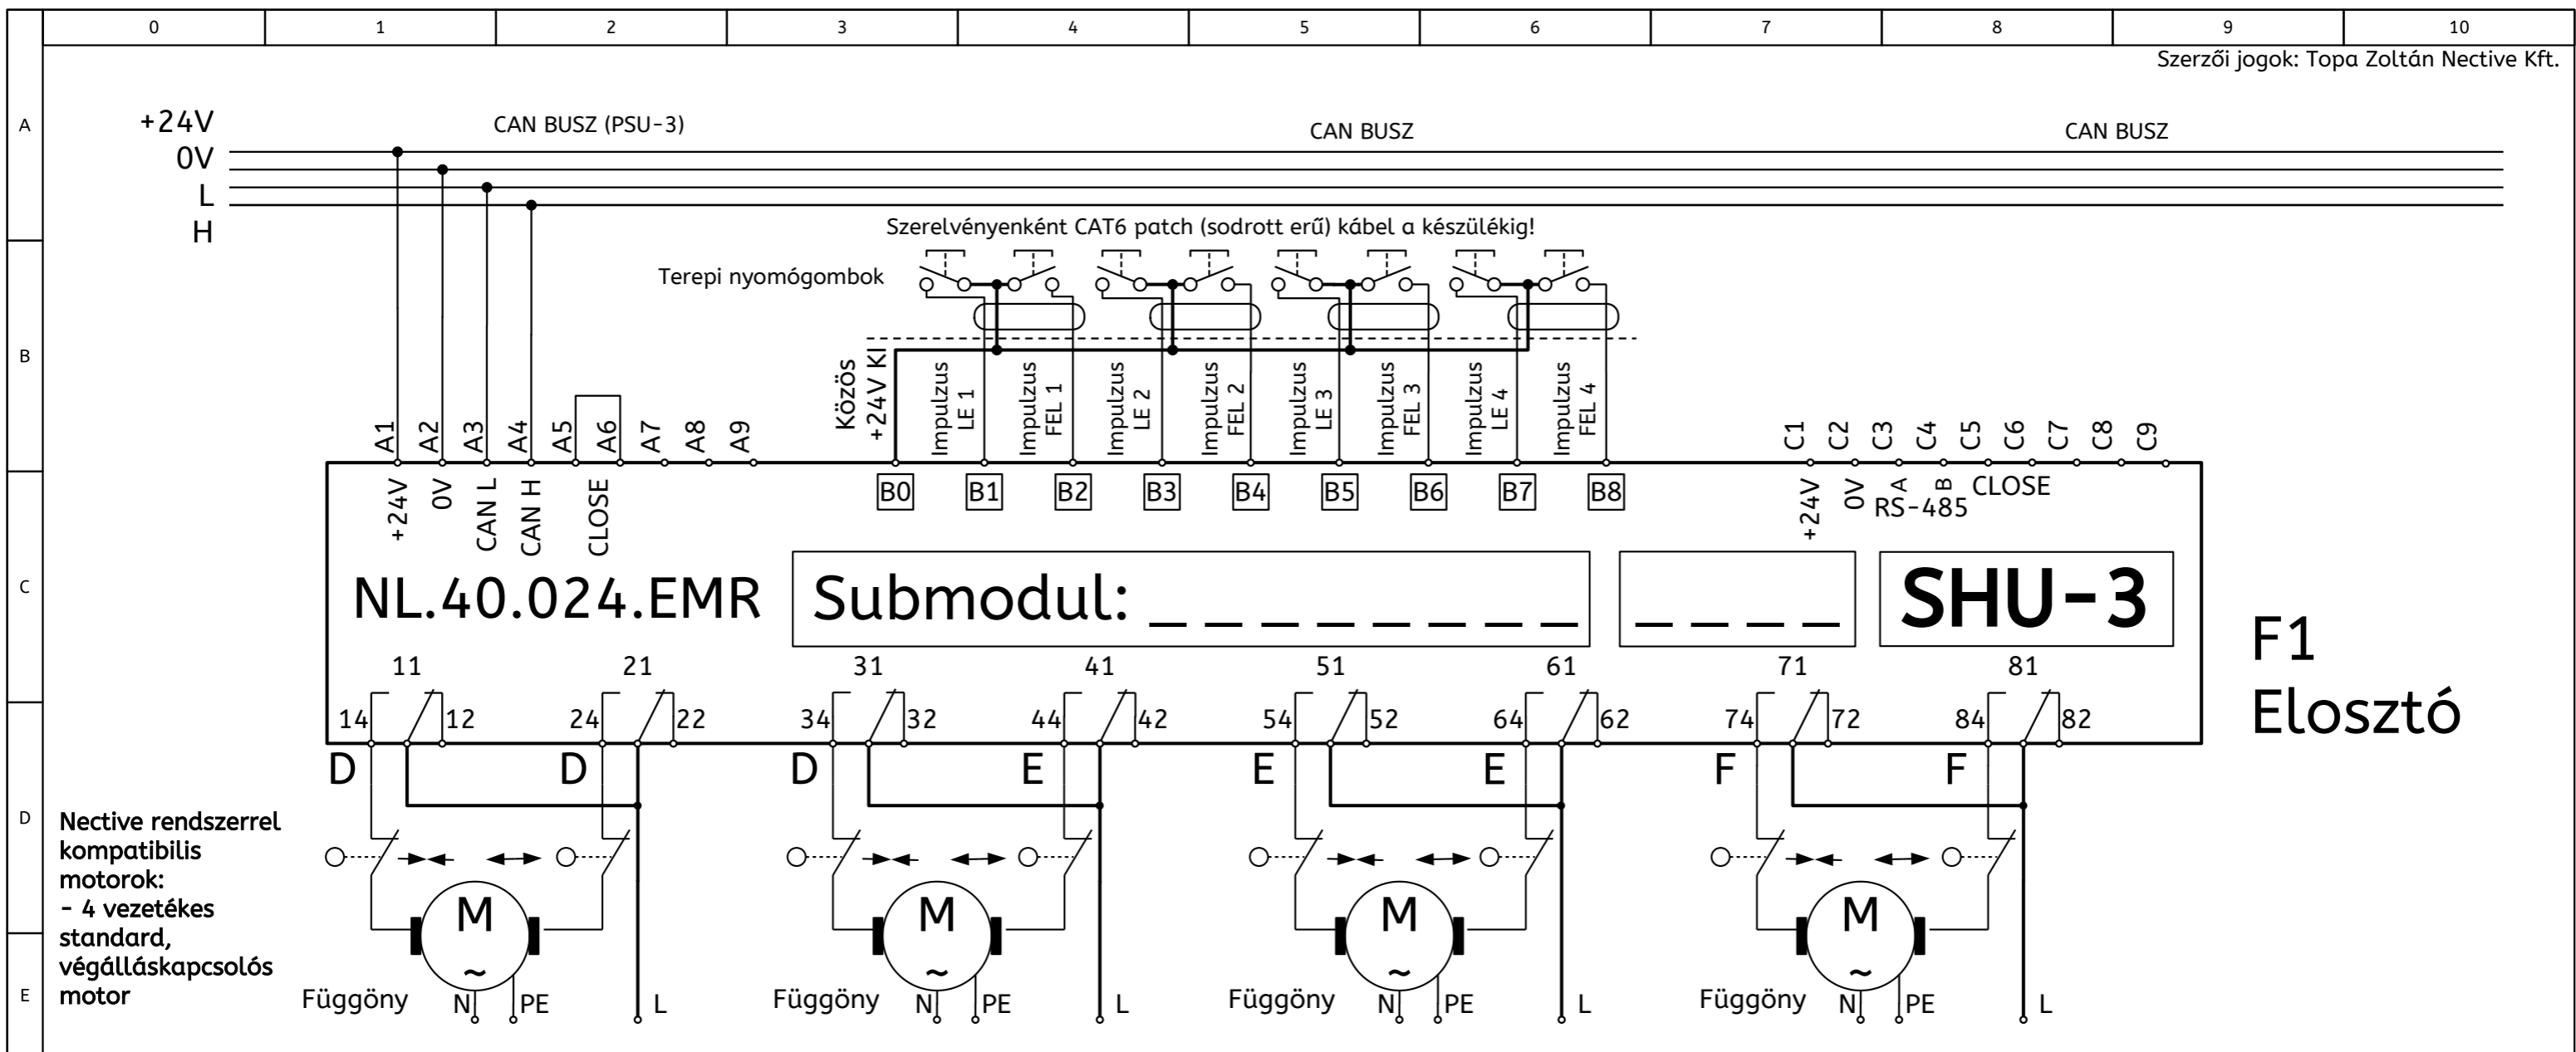 0 1 2 3 4 5 6 7 8 9 10
Szerzői jogok: Topa Zoltán Nective Kft.
A
+24V
0V
L
H
CAN BUSZ (PSU-3)
CAN BUSZ
CAN BUSZ
Szerelvényenként CAT6 patch (sodrott erű) kábel a készülékig!
Terepi nyomógombok
B
Közös
+24V KI
Impulzus
LE 1
Impulzus
FEL 1
Impulzus
LE 2
Impulzus
FEL 2
Impulzus
LE 3
Impulzus
FEL 3
Impulzus
LE 4
Impulzus
FEL 4
A1 A2 A3 A4 A5 A6 A7 A8 A9
C1 C2 C3 C4 C5 C6 C7 C8 C9
+24V 0V CAN L CAN H CLOSE
B0 B1 B2 B3 B4 B5 B6 B7 B8
+24V 0V A B CLOSE
RS-485
C
NL.40.024.EMR
Submodul: _ _ _ _ _ _ _ _
_ _ _ _
SHU-3
F1
Elosztó
11 21 31 41 51 61 71 81
14 12 24 22 34 32 44 42 54 52 64 62 74 72 84 82
D D D E E E F F
D
Nective rendszerrel
kompatibilis
motorok:
- 4 vezetékes
standard,
végálláskapcsolós
motor
M M M M
~ ~ ~ ~
E
Függöny N PE L
Függöny N PE L
Függöny N PE L
Függöny N PE L